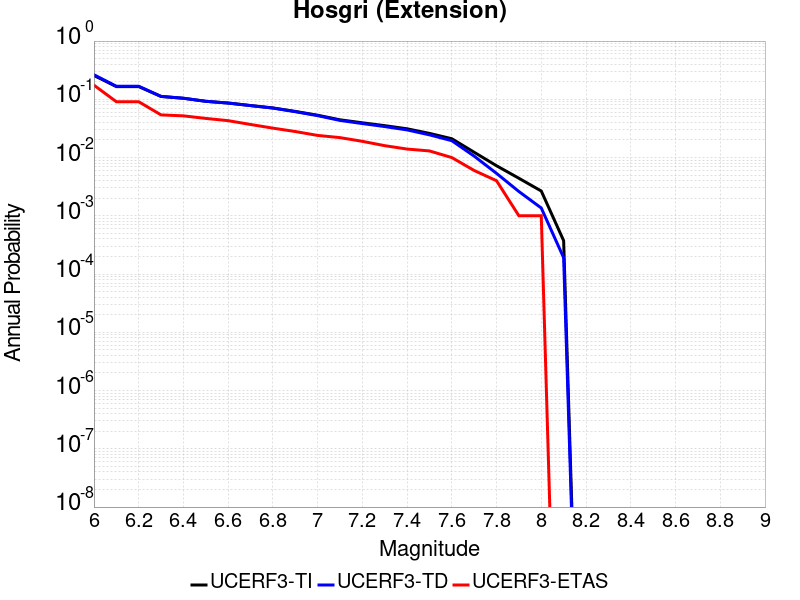 Hosgri (Extension)
10^0
10^-1
10^-2
10^-3
10^-4
10^-5
10^-6
10^-7
10^-8
Annual Probability
6 6.2 6.4 6.6 6.8 7 7.2 7.4 7.6 7.8 8 8.2 8.4 8.6 8.8 9
Magnitude
UCERF3-TI UCERF3-TD UCERF3-ETAS